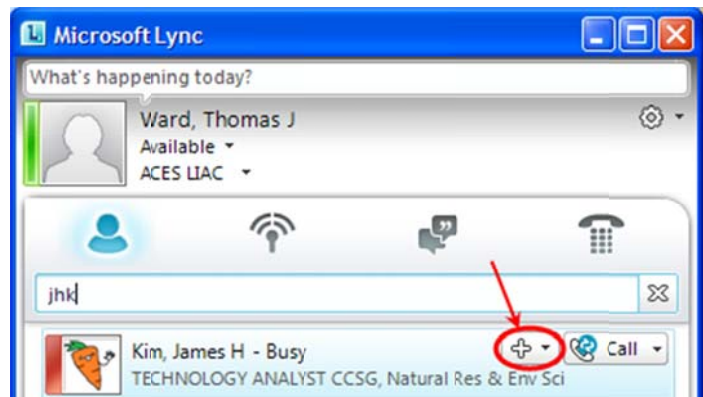 Microsoft Lync
What's happening today?
Ward, Thomas J
Available
ACES LIAC
jhk
Kim, James H - Busy
Call
TECHNOLOGY ANALYST CCSG, Natural Res & Env Sci